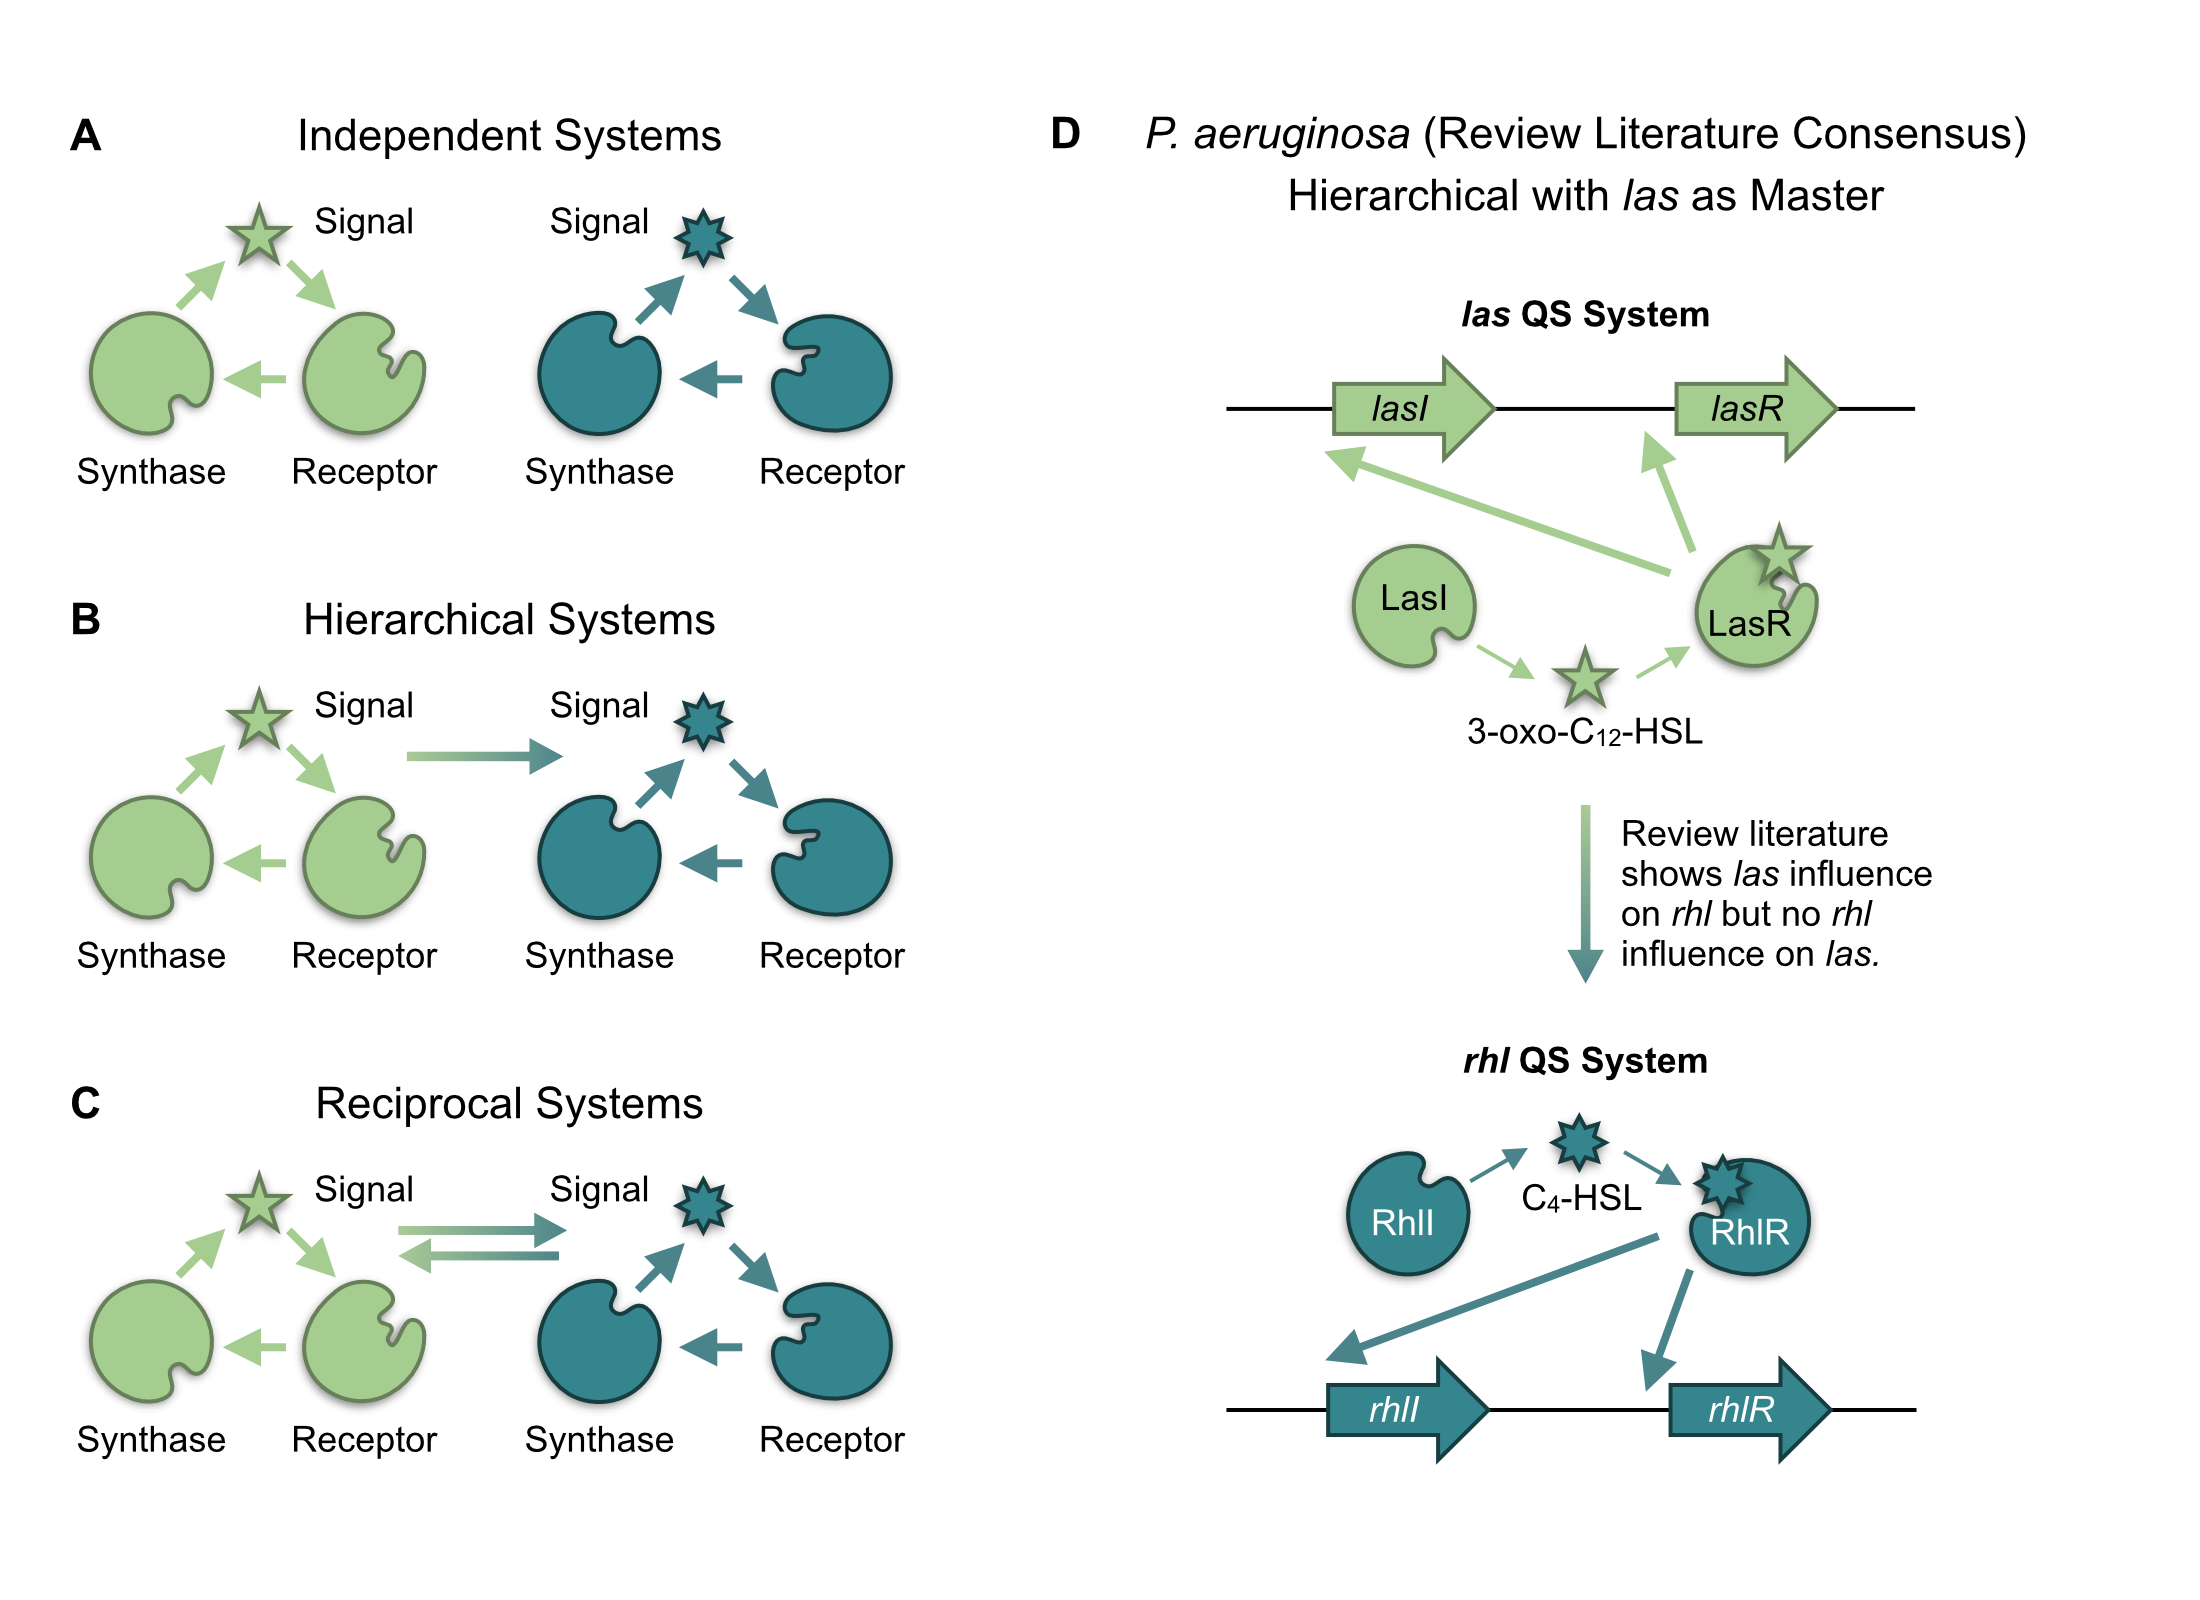 A
Independent Systems
Signal
Signal
Synthase
Receptor
Synthase
Receptor
B
Hierarchical Systems
Signal
Signal
Synthase
Receptor
Synthase
Receptor
C
Reciprocal Systems
Signal
Signal
Synthase
Receptor
Synthase
Receptor
D
P. aeruginosa (Review Literature Consensus)
Hierarchical with las as Master
las QS System
lasI
lasR
LasI
LasR
3-oxo-C₁₂-HSL
Review literature
shows las influence
on rhl but no rhl
influence on las.
rhl QS System
C₄-HSL
RhlI
RhlR
rhlI
rhlR